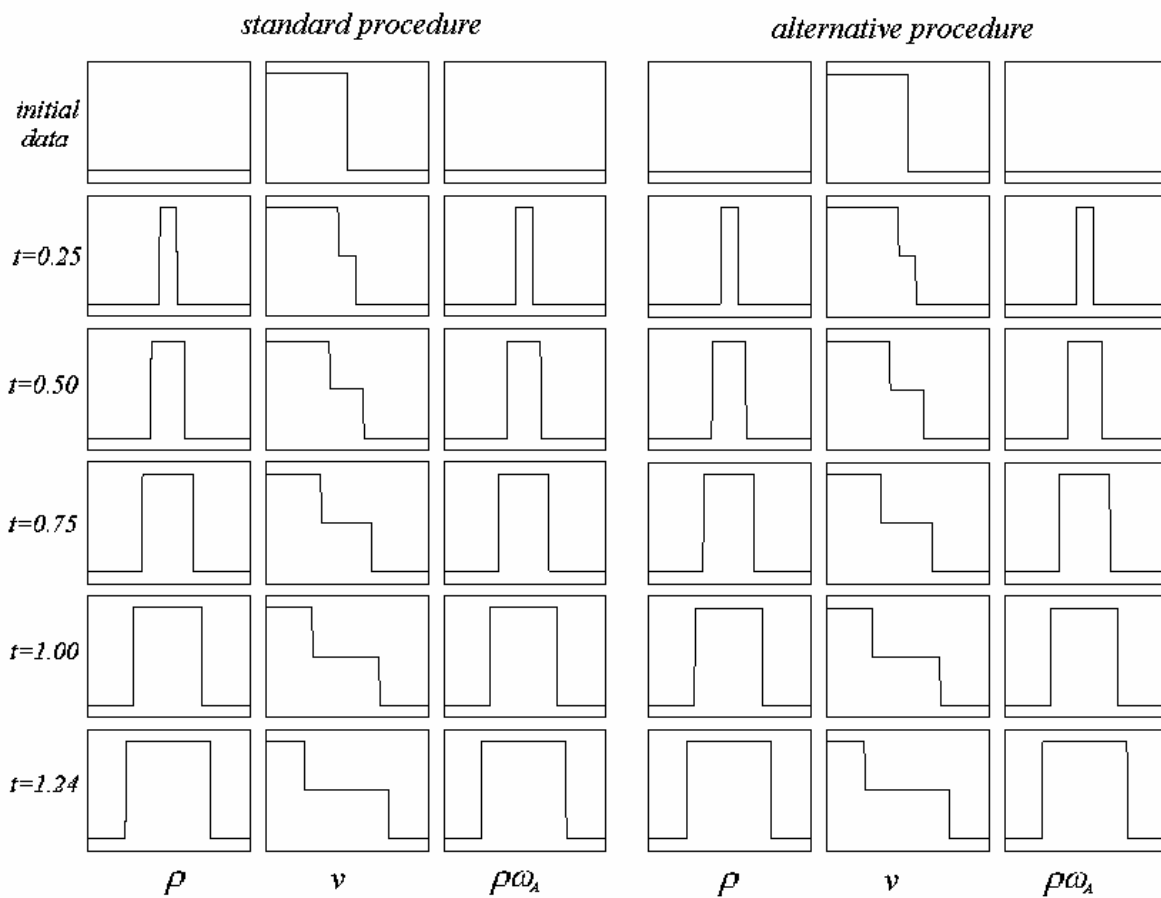 standard procedure
alternative procedure
initial
data
t=0.25
t=0.50
t=0.75
t=1.00
t=1.24
ρ
v
ρω_A
ρ
v
ρω_A